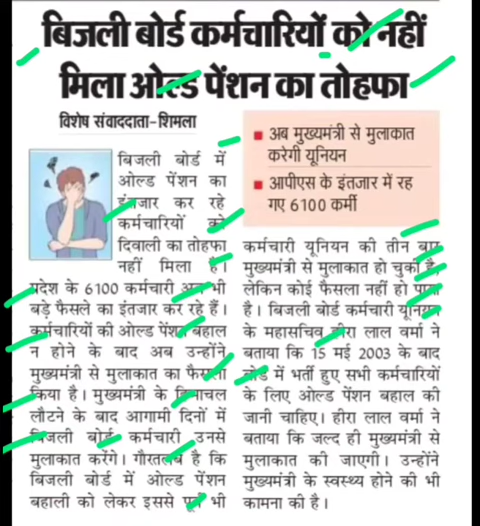 बिजली बोर्ड कर्मचारियों को नहीं
मिला ओल्ड पेंशन का तोहफा
विशेष संवाददाता-शिमला
बिजली बोर्ड में
ओल्ड पेंशन का
इंतजार कर रहे
कर्मचारियों को
दिवाली का तोहफा
नहीं मिला है।
प्रदेश के 6100 कर्मचारी अब भी
बड़े फैसले का इंतजार कर रहे हैं।
कर्मचारियों की ओल्ड पेंशन बहाल
न होने के बाद अब उन्होंने
मुख्यमंत्री से मुलाकात का फैसला
किया है। मुख्यमंत्री के हिमाचल
लौटने के बाद आगामी दिनों में
बिजली बोर्ड कर्मचारी उनसे
मुलाकात करेंगे। गौरतलब है कि
बिजली बोर्ड में ओल्ड पेंशन
बहाली को लेकर इससे पूर्व भी
अब मुख्यमंत्री से मुलाकात
करेगी यूनियन
ओपीएस के इंतजार में रह
गए 6100 कर्मी
कर्मचारी यूनियन की तीन बार
मुख्यमंत्री से मुलाकात हो चुकी है,
लेकिन कोई फैसला नहीं हो पाया
है। बिजली बोर्ड कर्मचारी यूनियन
के महासचिव हीरा लाल वर्मा ने
बताया कि 15 मई 2003 के बाद
बोर्ड में भर्ती हुए सभी कर्मचारियों
के लिए ओल्ड पेंशन बहाल की
जानी चाहिए। हीरा लाल वर्मा ने
बताया कि जल्द ही मुख्यमंत्री से
मुलाकात की जाएगी। उन्होंने
मुख्यमंत्री के स्वस्थ्य होने की भी
कामना की है।